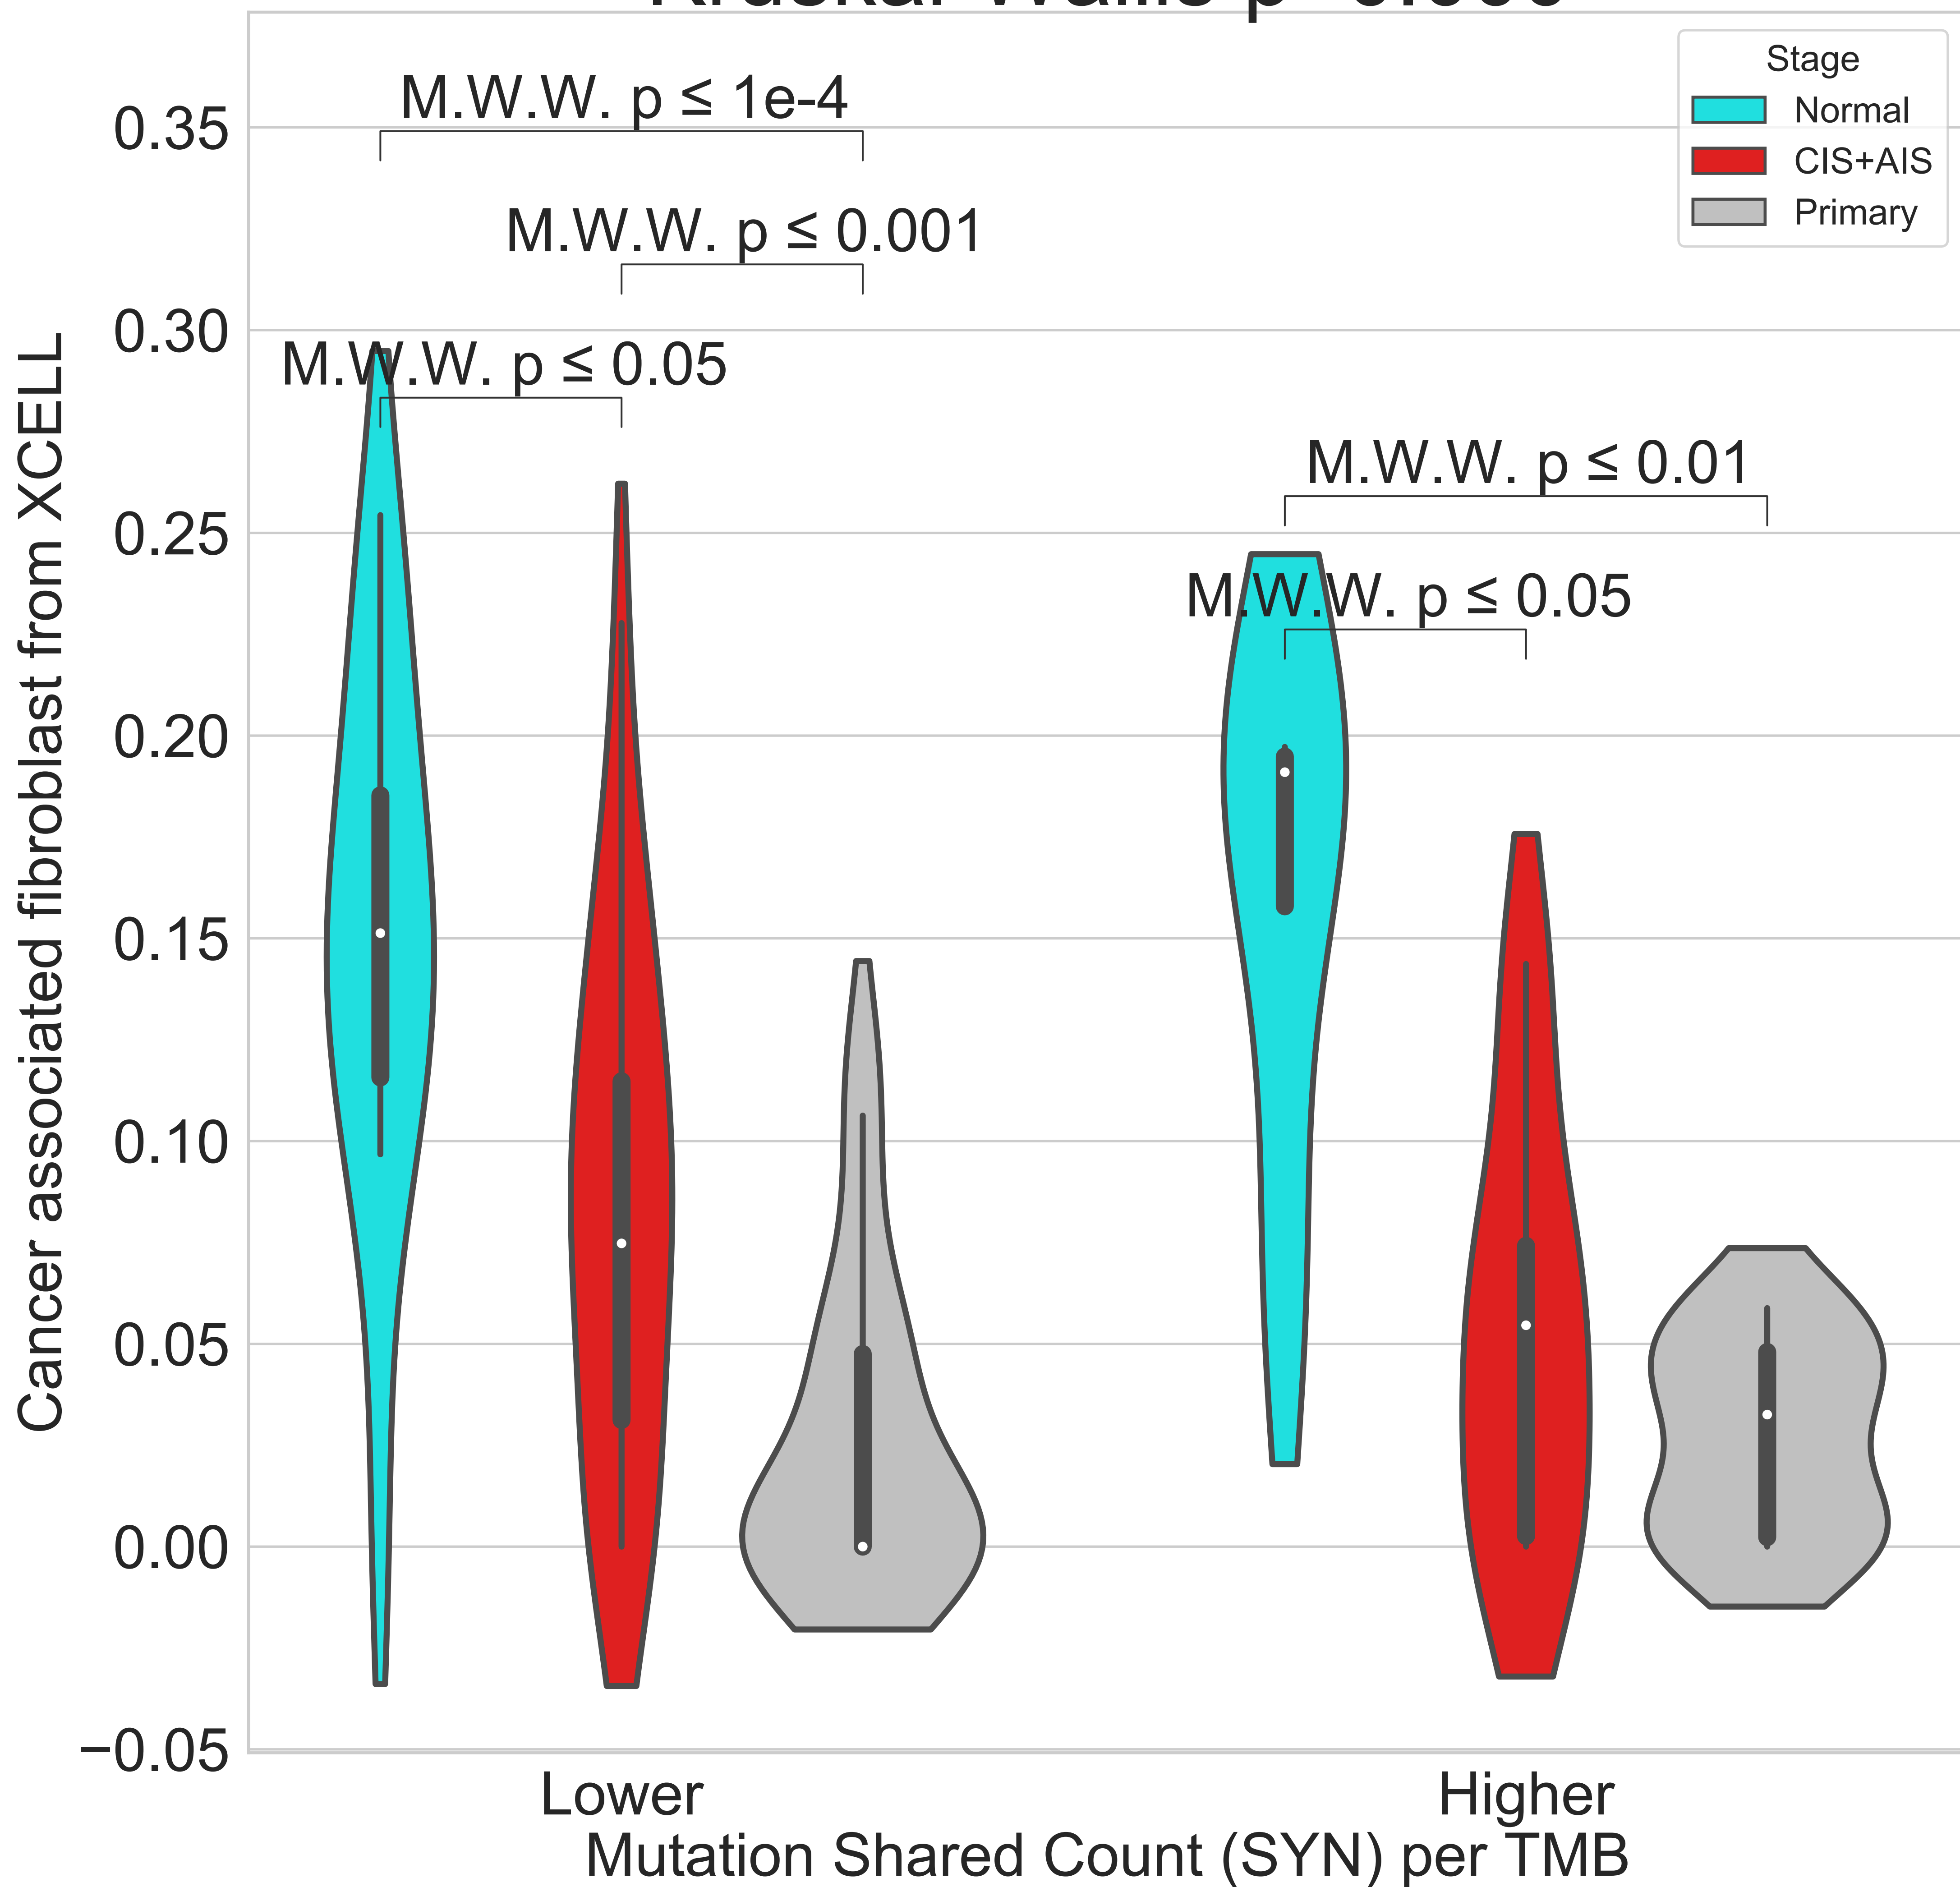 Stage
Normal
CIS+AIS
Primary
M.W.W. p ≤ 1e-4
M.W.W. p ≤ 0.001
M.W.W. p ≤ 0.05
M.W.W. p ≤ 0.01
M.W.W. p ≤ 0.05
Cancer associated fibroblast from XCELL
0.35
0.30
0.25
0.20
0.15
0.10
0.05
0.00
−0.05
Lower
Higher
Mutation Shared Count (SYN) per TMB